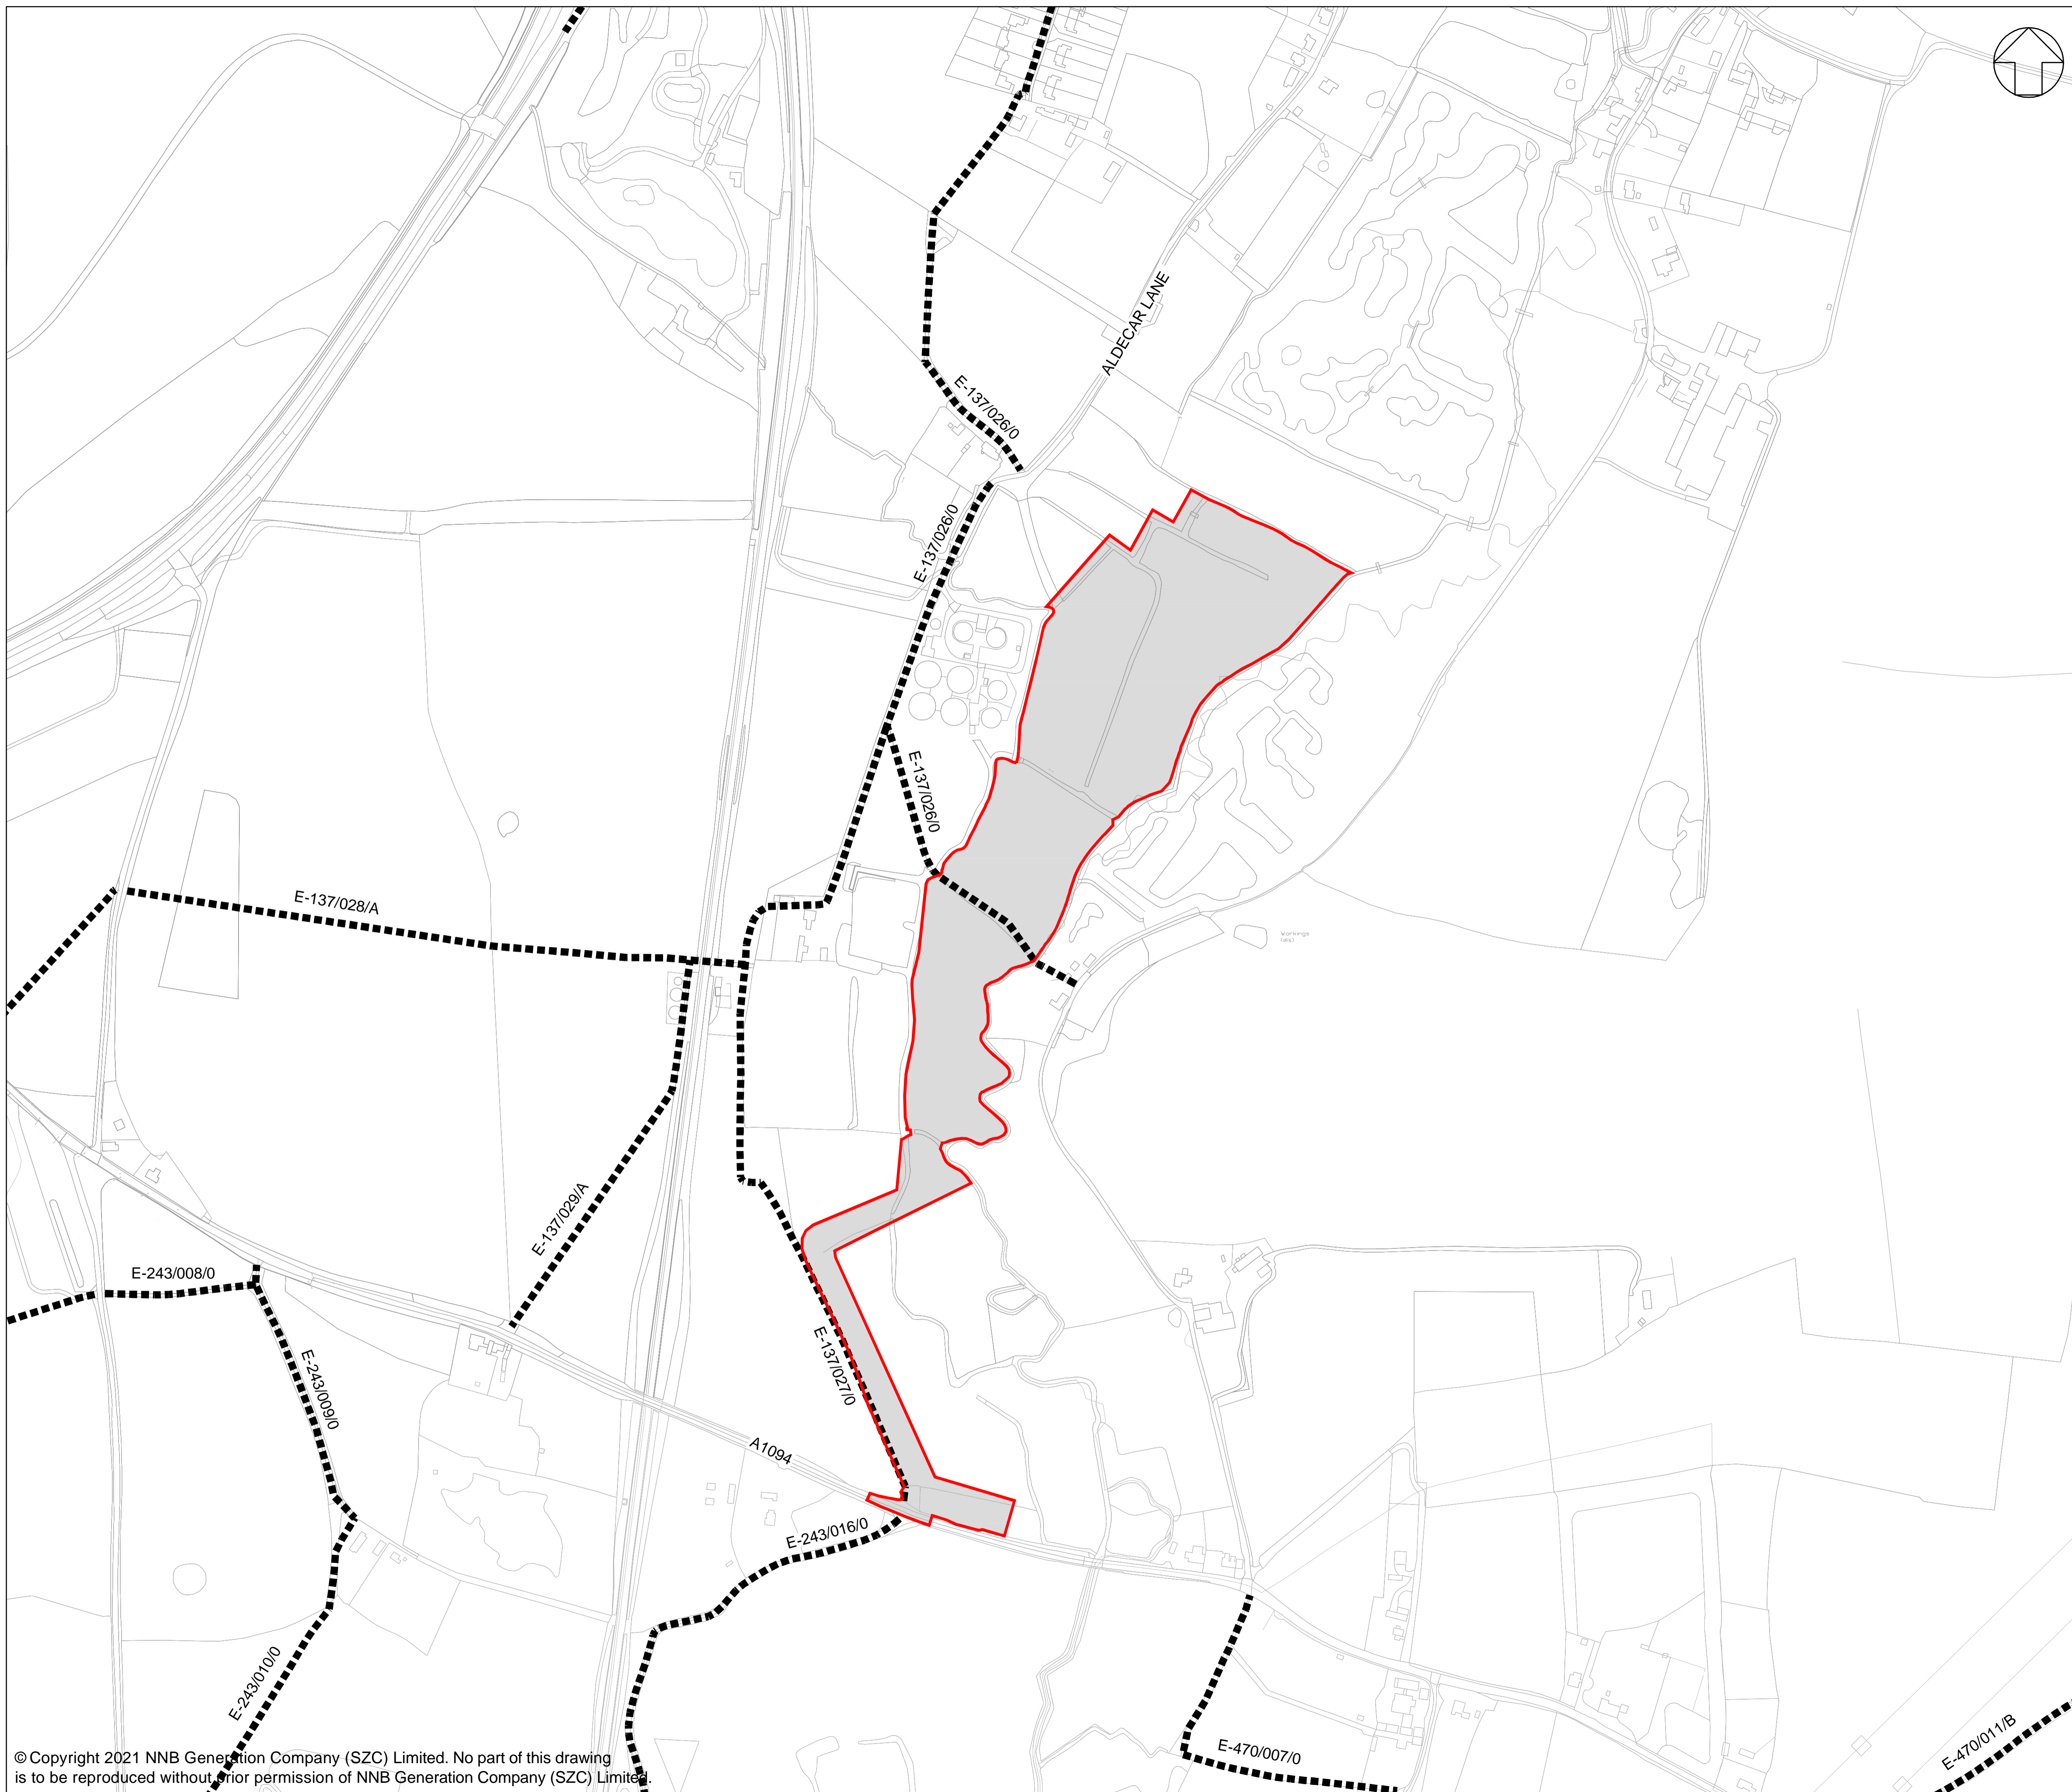 ALDECAR LANE
E-137/026/0
E-137/026/0
E-137/026/0
E-137/028/A
Workings
(dis)
E-137/029/A
E-243/008/0
E-243/009/0
E-137/027/0
A1094
E-243/016/0
E-243/010/0
E-470/007/0
E-470/011/B
© Copyright 2021 NNB Generation Company (SZC) Limited. No part of this drawing
is to be reproduced without prior permission of NNB Generation Company (SZC) Limited.